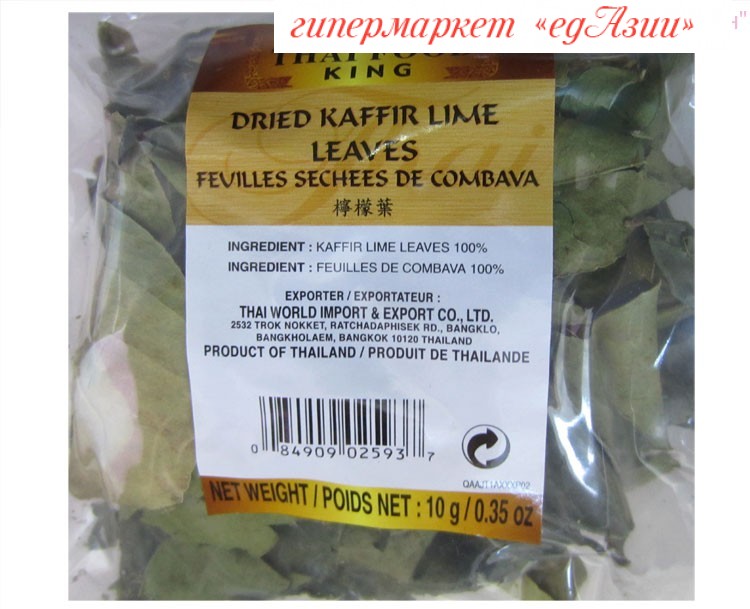 гипермаркет «едАзии»
н"
THAI FOOD
KING
DRIED KAFFIR LIME
LEAVES
FEUILLES SECHEES DE COMBAVA
檸檬葉
INGREDIENT : KAFFIR LIME LEAVES 100%
INGREDIENT : FEUILLES DE COMBAVA 100%
EXPORTER / EXPORTATEUR :
THAI WORLD IMPORT & EXPORT CO., LTD.
2532 TROK NOKKET, RATCHADAPHISEK RD., BANGKLO,
BANGKHOLAEM, BANGKOK 10120 THAILAND
PRODUCT OF THAILAND / PRODUIT DE THAILANDE
0 84909 02593 7
NET WEIGHT / POIDS NET : 10 g / 0.35 oz